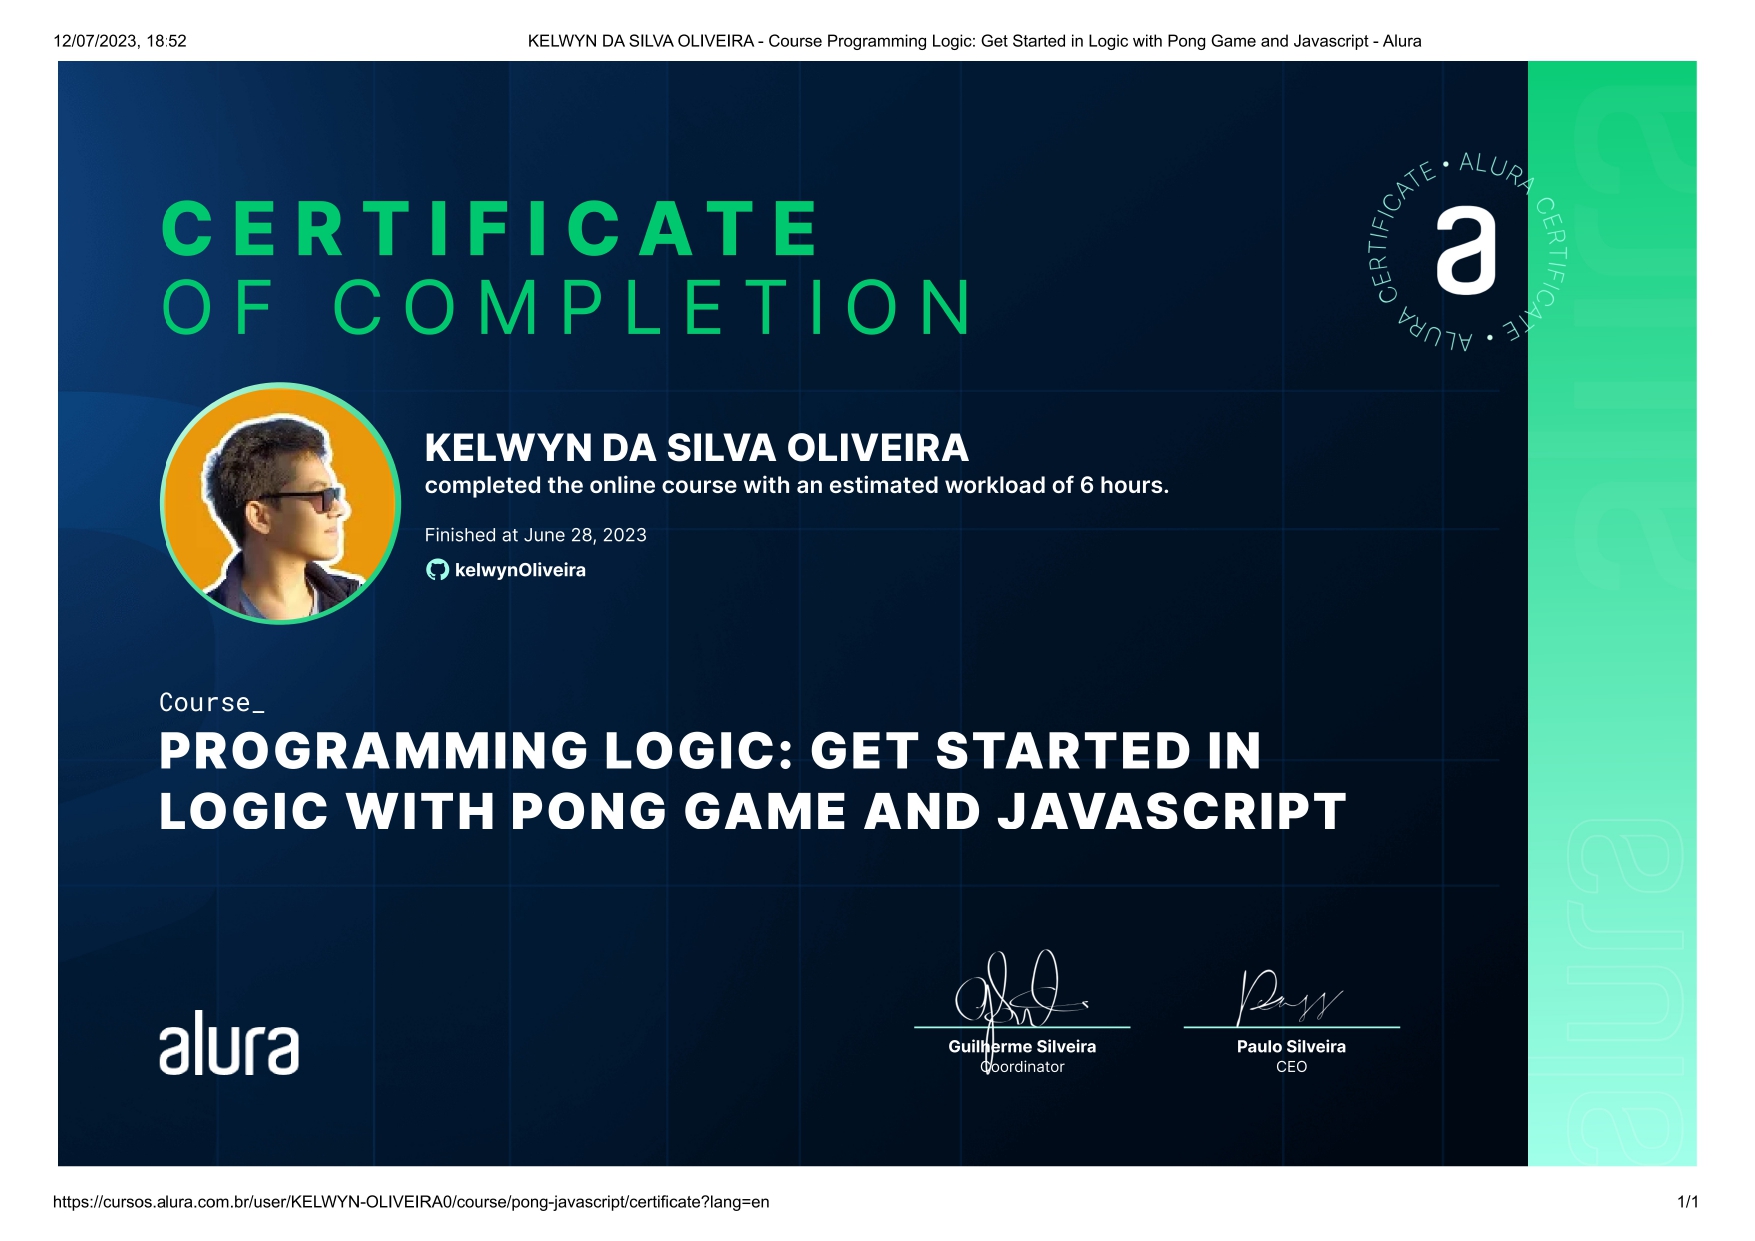 12/07/2023, 18:52
KELWYN DA SILVA OLIVEIRA - Course Programming Logic: Get Started in Logic with Pong Game and Javascript - Alura
CERTIFICATE
OF COMPLETION
ALURA CERTIFICATE • ALURA CERTIFICATE •
a
KELWYN DA SILVA OLIVEIRA
completed the online course with an estimated workload of 6 hours.
Finished at June 28, 2023
kelwynOliveira
Course_
PROGRAMMING LOGIC: GET STARTED IN
LOGIC WITH PONG GAME AND JAVASCRIPT
alura
Guilherme Silveira
Coordinator
Paulo Silveira
CEO
alura
alura
alura
https://cursos.alura.com.br/user/KELWYN-OLIVEIRA0/course/pong-javascript/certificate?lang=en
1/1